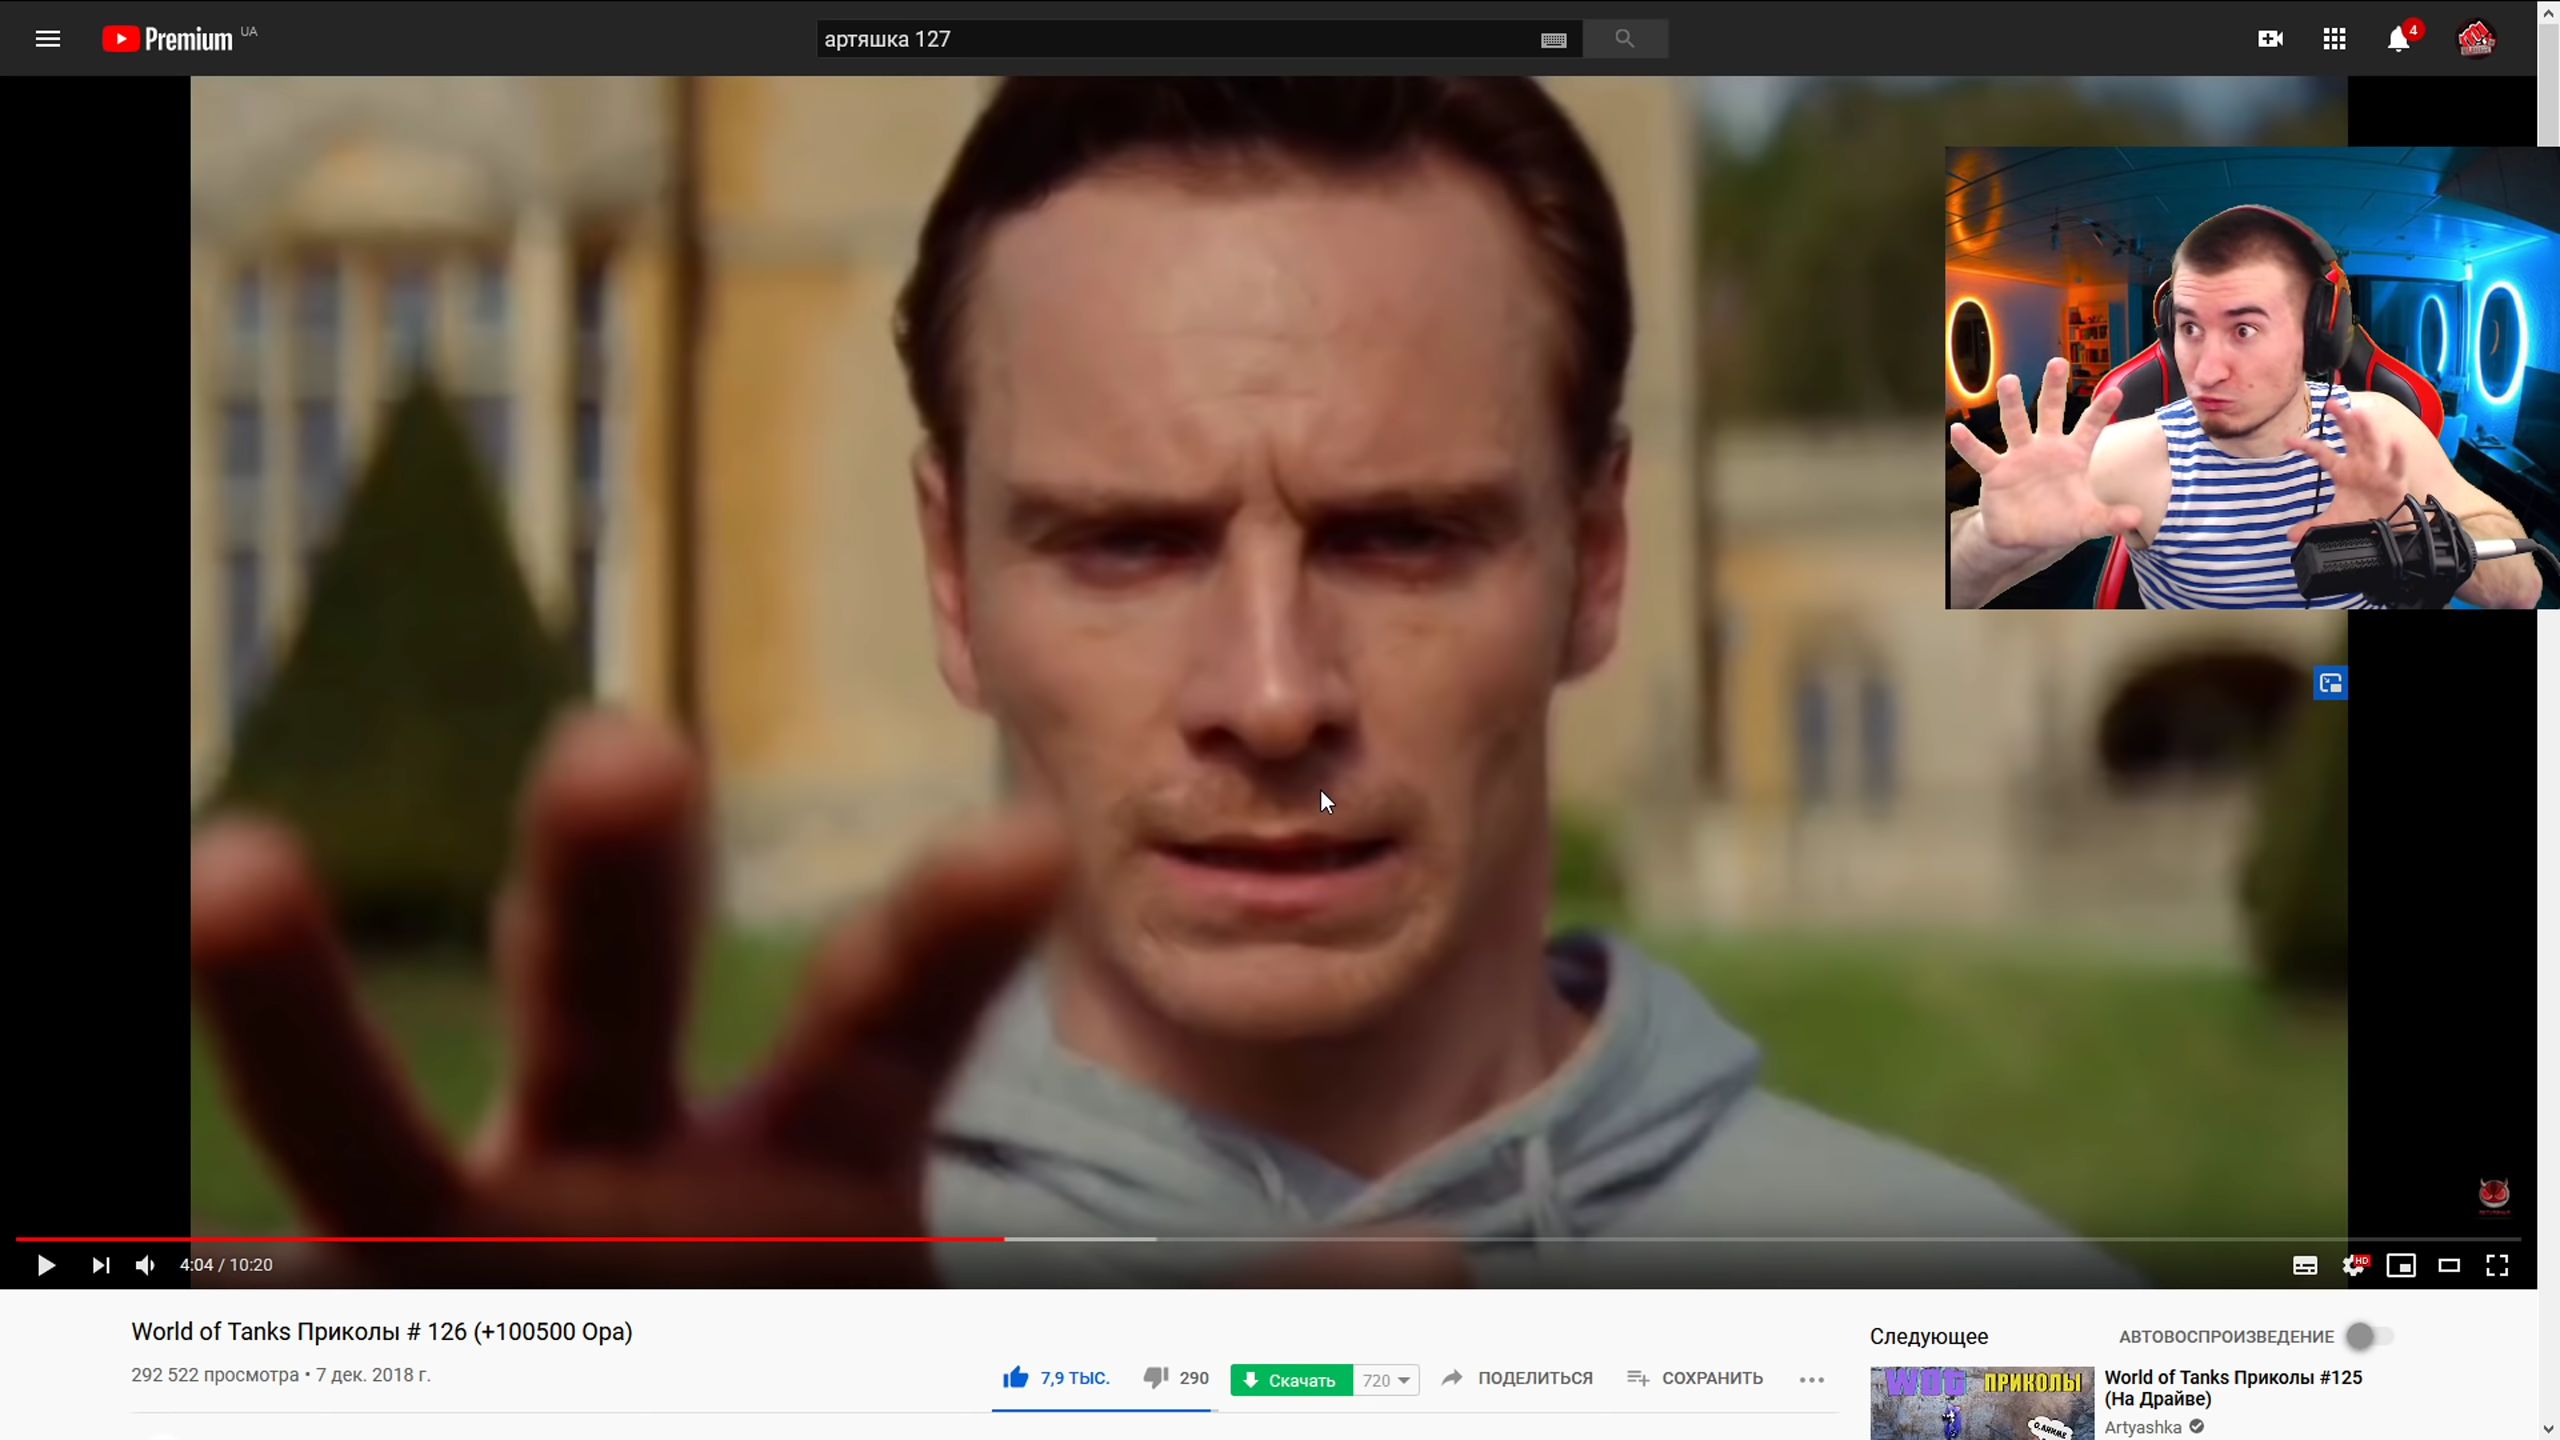 Premium UA
артяшка 127
4
4:04 / 10:20
HD
World of Tanks Приколы # 126 (+100500 Ора)
292 522 просмотра • 7 дек. 2018 г.
7,9 ТЫС.
290
Скачать
720
ПОДЕЛИТЬСЯ
СОХРАНИТЬ
Следующее
АВТОВОСПРОИЗВЕДЕНИЕ
WOT ПРИКОЛЫ
World of Tanks Приколы #125
(На Драйве)
Artyashka